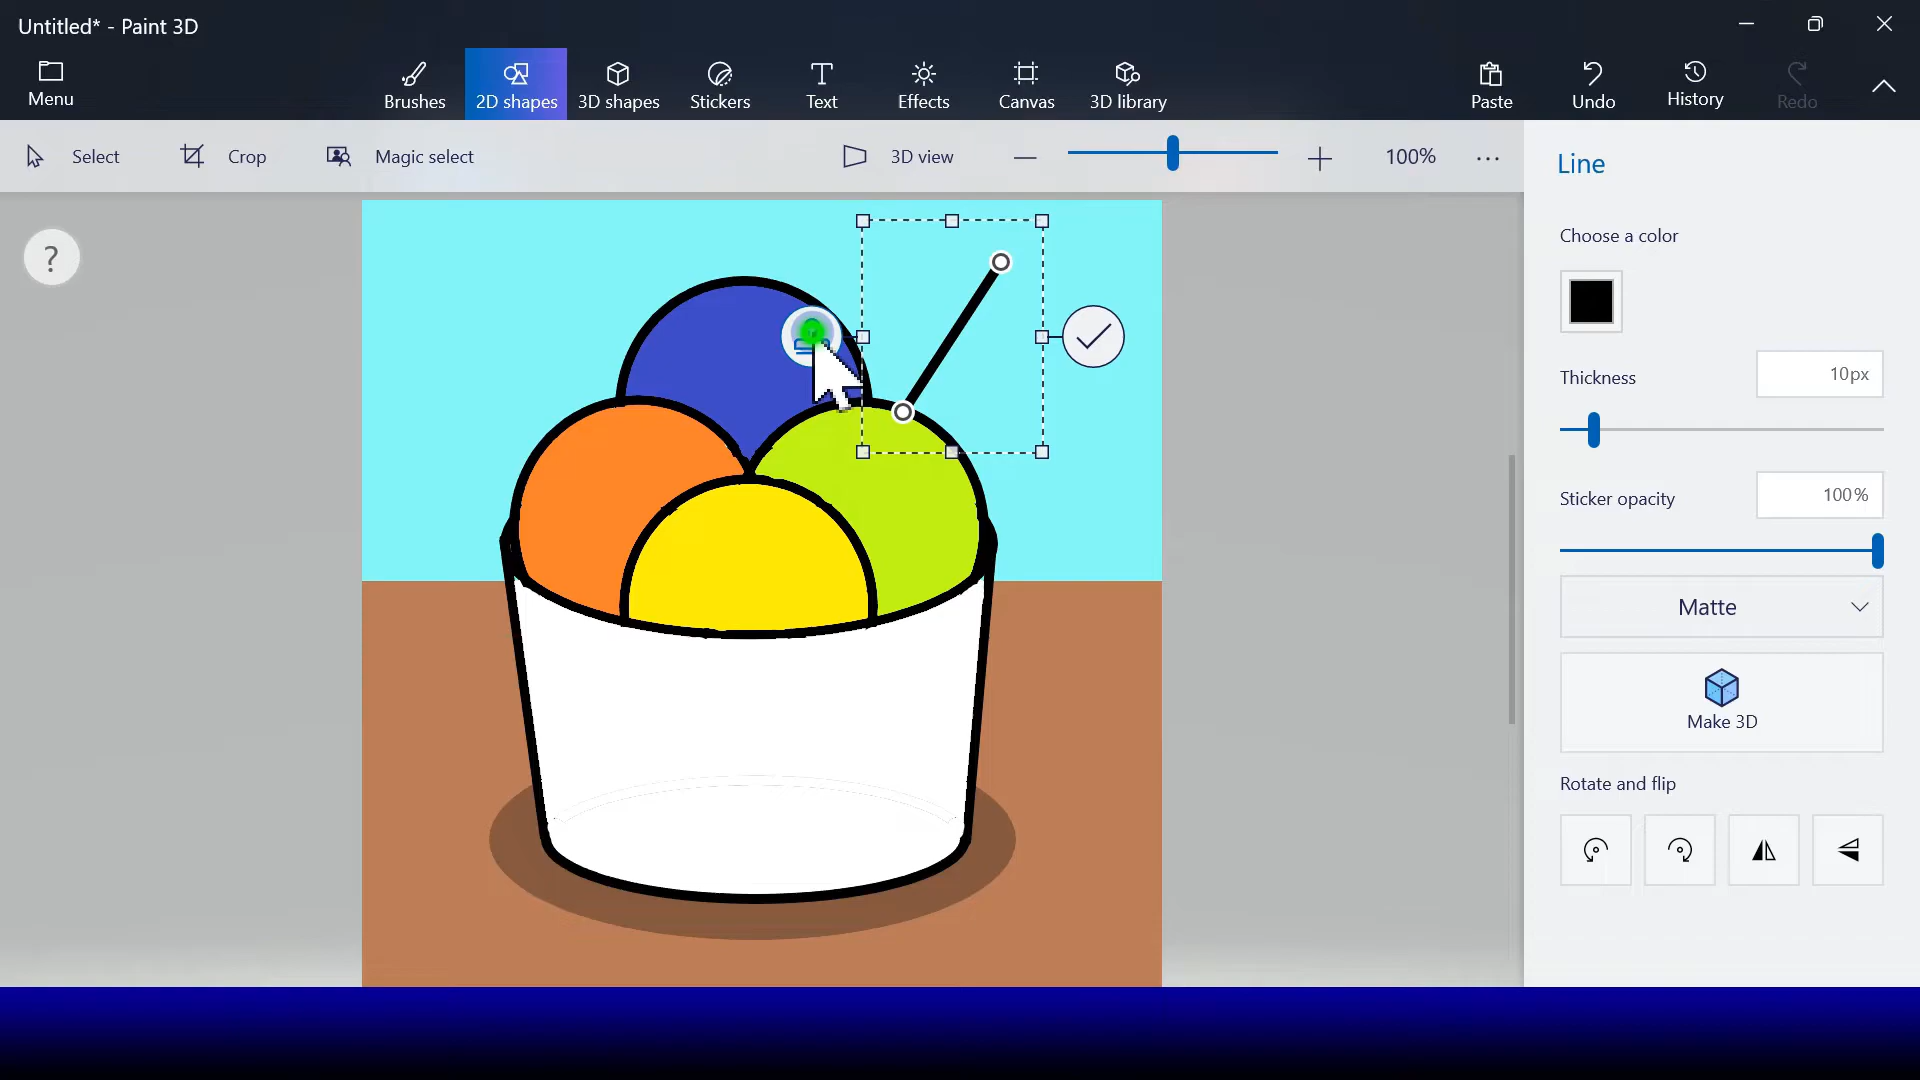 Untitled* - Paint 3D
Menu
Brushes
2D shapes
3D shapes
Stickers
Text
Effects
Canvas
3D library
Paste
Undo
History
Redo
Select
Crop
Magic select
3D view
100%
?
Line
Choose a color
Thickness
10px
Sticker opacity
100%
Matte
Make 3D
Rotate and flip